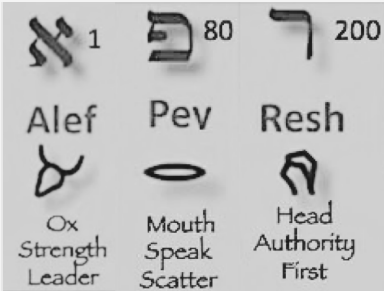 א 1 פ 80 ר 200
Alef Pey Resh
Ox Mouth Head
Strength Speak Authority
Leader Scatter First